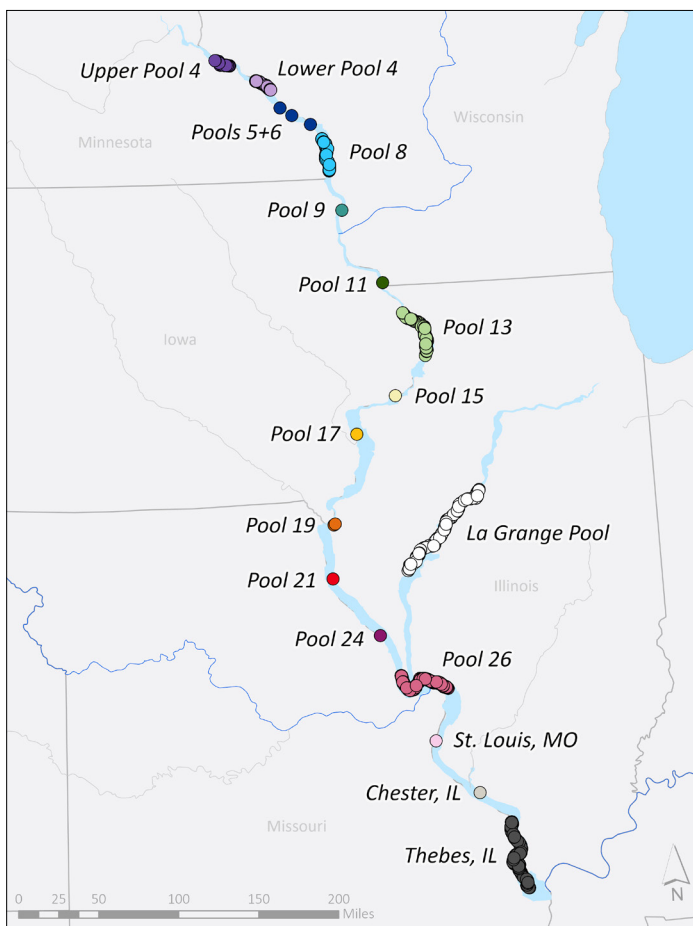 Upper Pool 4
Lower Pool 4
Pools 5+6
Wisconsin
Minnesota
Pool 8
Pool 9
Pool 11
Pool 13
Iowa
Pool 15
Pool 17
Pool 19
La Grange Pool
Pool 21
Illinois
Pool 24
Pool 26
St. Louis, MO
Chester, IL
Missouri
Thebes, IL
N
0 25 50 100 150 200
Miles